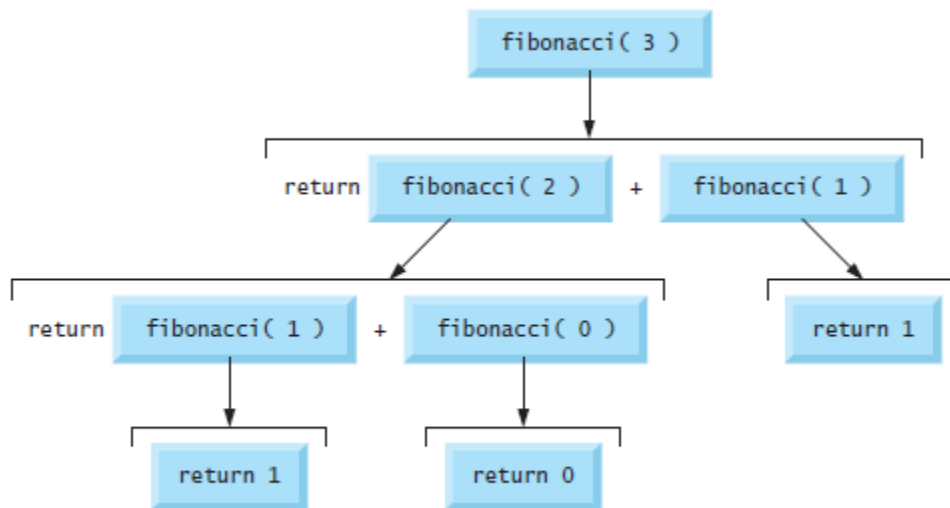 fibonacci( 3 )
return fibonacci( 2 ) + fibonacci( 1 )
return fibonacci( 1 ) + fibonacci( 0 ) return 1
return 1 return 0